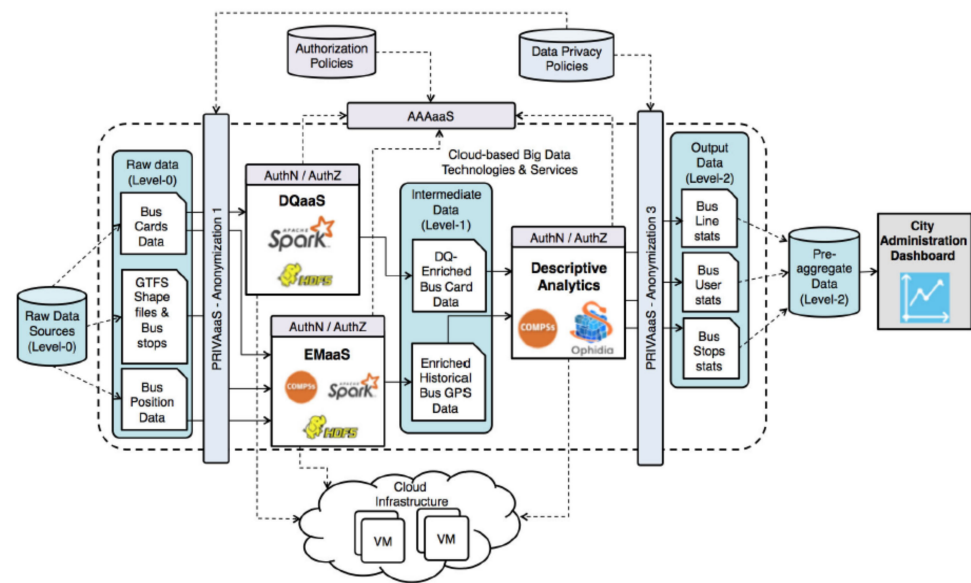 Authorization
Policies
Data Privacy
Policies
AAAaaS
Cloud-based Big Data
Technologies & Services
Raw data
(Level-0)
Bus
Cards
Data
GTFS
Shape
files &
Bus
stops
Bus
Position
Data
Raw Data
Sources
(Level-0)
PRIVAaaS - Anonymization 1
AuthN / AuthZ
DQaaS
APACHE
Spark
HDFS
AuthN / AuthZ
EMaaS
COMPSs
APACHE
Spark
HDFS
Intermediate
Data
(Level-1)
DQ-
Enriched
Bus Card
Data
Enriched
Historical
Bus GPS
Data
AuthN / AuthZ
Descriptive
Analytics
COMPSs
Ophidia
PRIVAaaS - Anonymization 3
Output
Data
(Level-2)
Bus
Line
stats
Bus
User
stats
Bus
Stops
stats
Pre-
aggregate
Data
(Level-2)
City
Administration
Dashboard
Cloud
Infrastructure
VM
VM